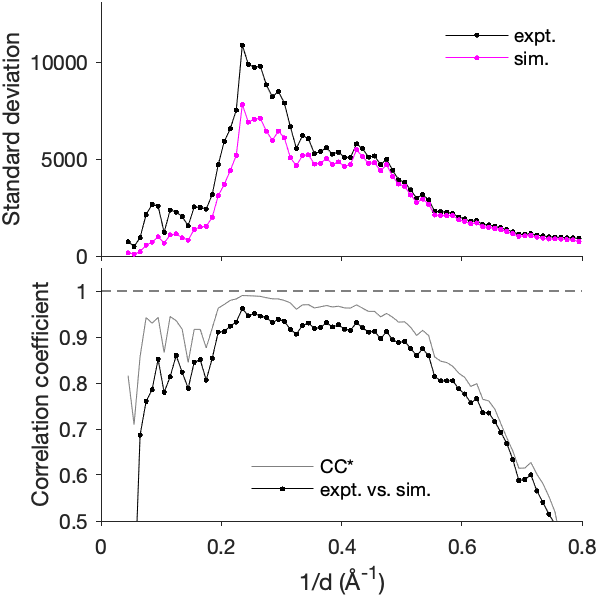 Standard deviation
10000
5000
0
expt.
sim.
Correlation coefficient
1
0.9
0.8
0.7
0.6
0.5
CC*
expt. vs. sim.
0 0.2 0.4 0.6 0.8
1/d (Å⁻¹)